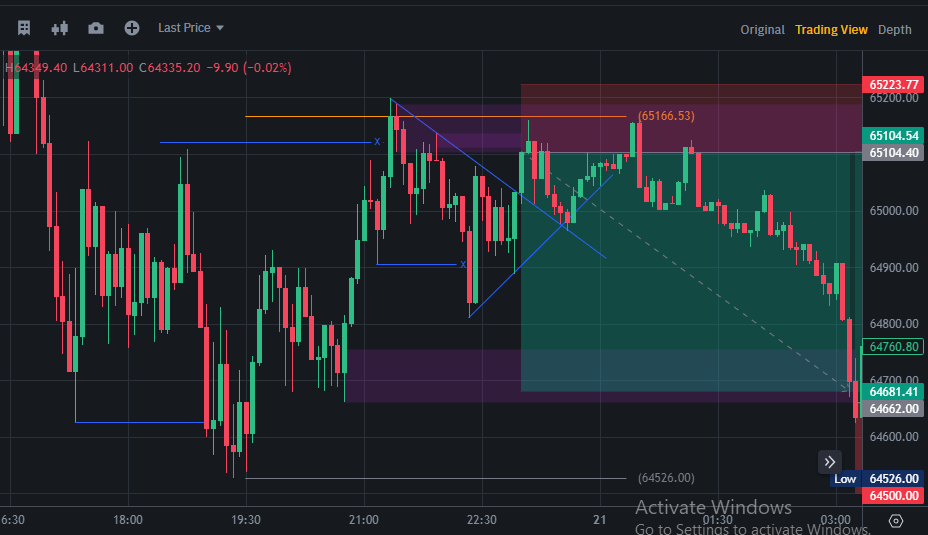 Last Price
Original Trading View Depth
H64349.40 L64311.00 C64335.20 −9.90 (−0.02%)
65223.77
65200.00
(65166.53)
65104.54
65104.40
x
65000.00
64900.00
x
64800.00
64760.80
64700.00
64681.41
64662.00
64600.00
(64526.00)
Low 64526.00
64500.00
Activate Windows
Go to Settings to activate Windows.
6:30 18:00 19:30 21:00 22:30 21 01:30 03:00